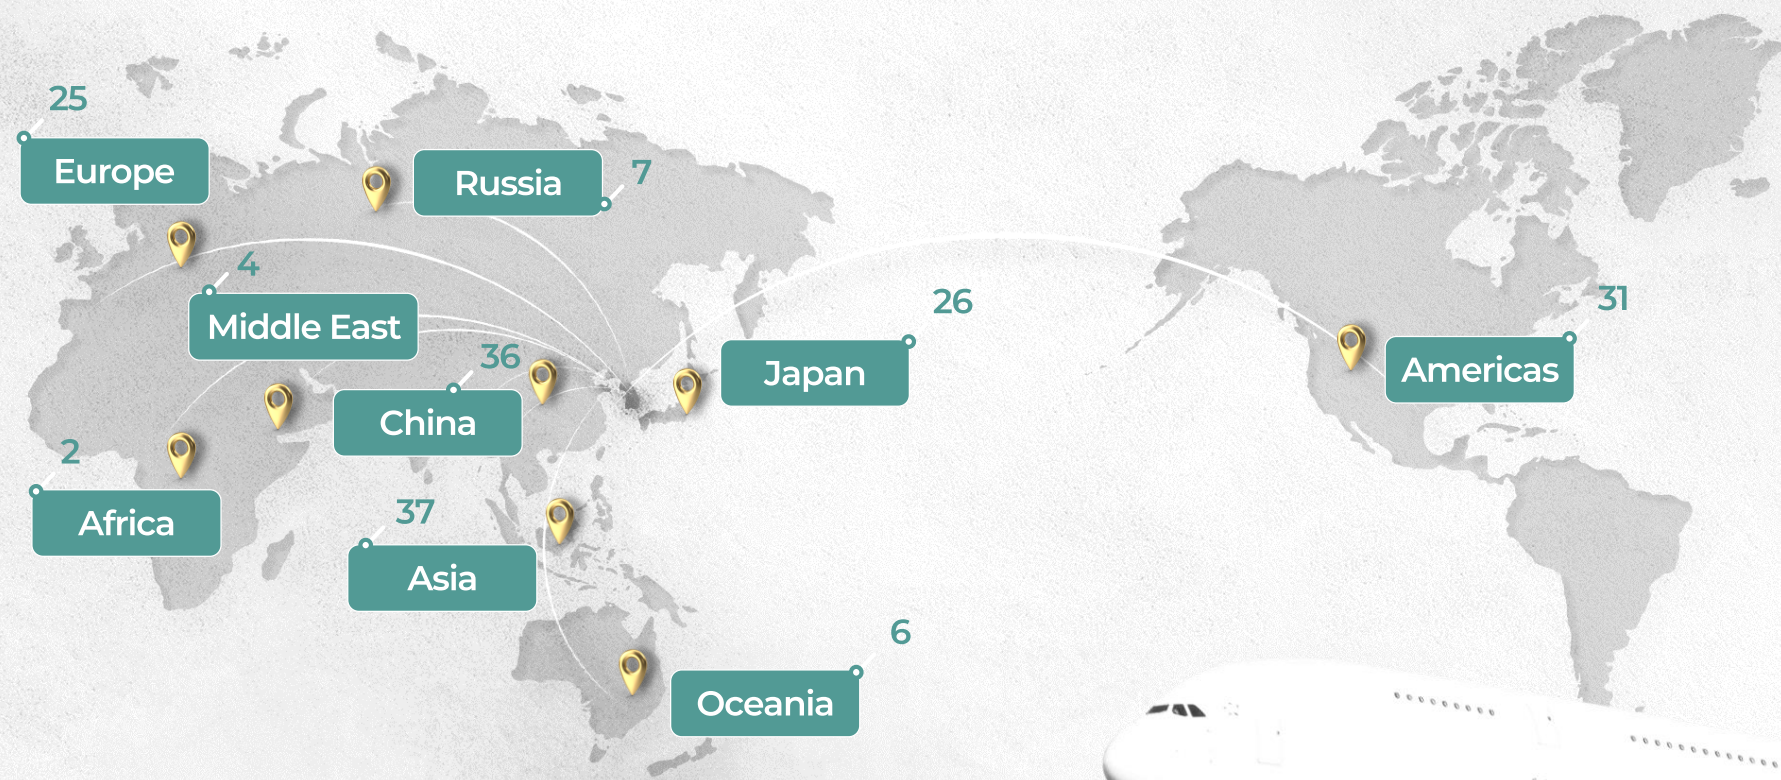 25
Europe
Russia
7
4
Middle East
26
Japan
31
Americas
36
China
2
Africa
37
Asia
6
Oceania